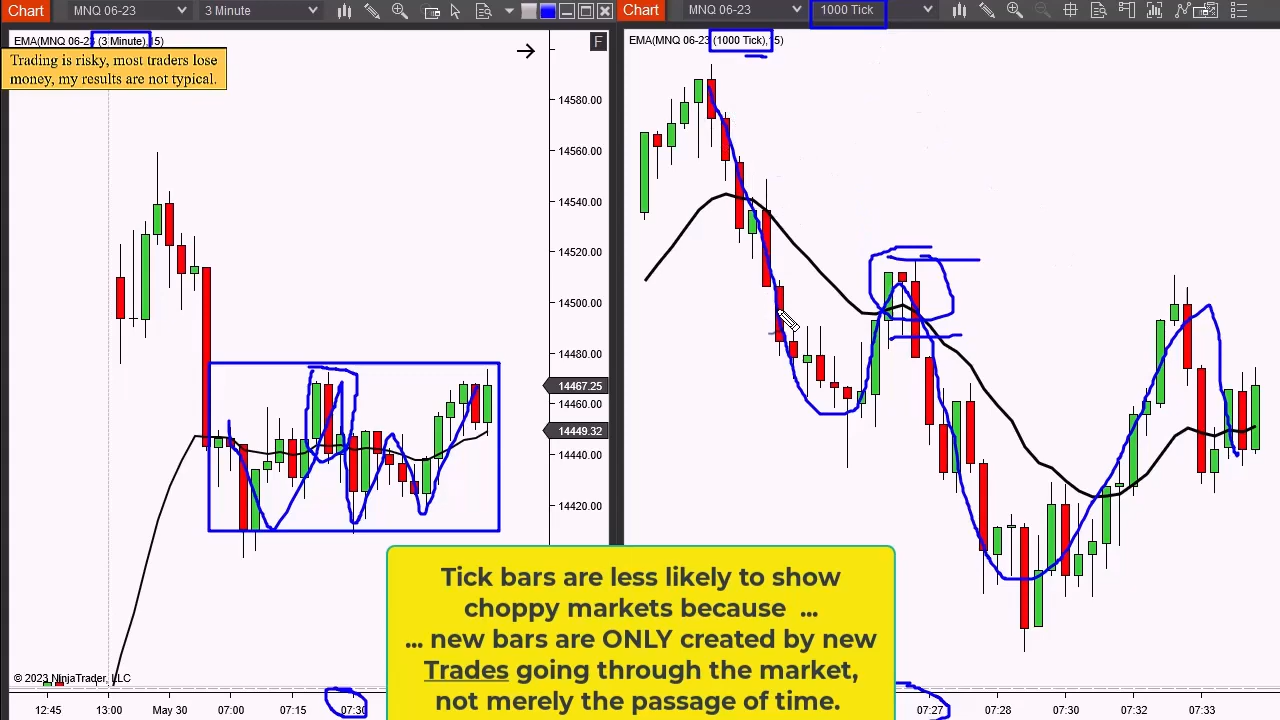 Chart
MNQ 06-23
3 Minute
Chart
MNQ 06-23
1000 Tick
EMA(MNQ 06-23 (3 Minute),15)
F
EMA(MNQ 06-23 (1000 Tick),15)
Trading is risky, most traders lose
money, my results are not typical.
14580.00
14560.00
14540.00
14520.00
14500.00
14480.00
14467.25
14460.00
14449.32
14440.00
14420.00
Tick bars are less likely to show
choppy markets because ...
... new bars are ONLY created by new
Trades going through the market,
not merely the passage of time.
© 2023 NinjaTrader, LLC
12:45
13:00
May 30
07:00
07:15
07:30
07:27
07:28
07:30
07:33